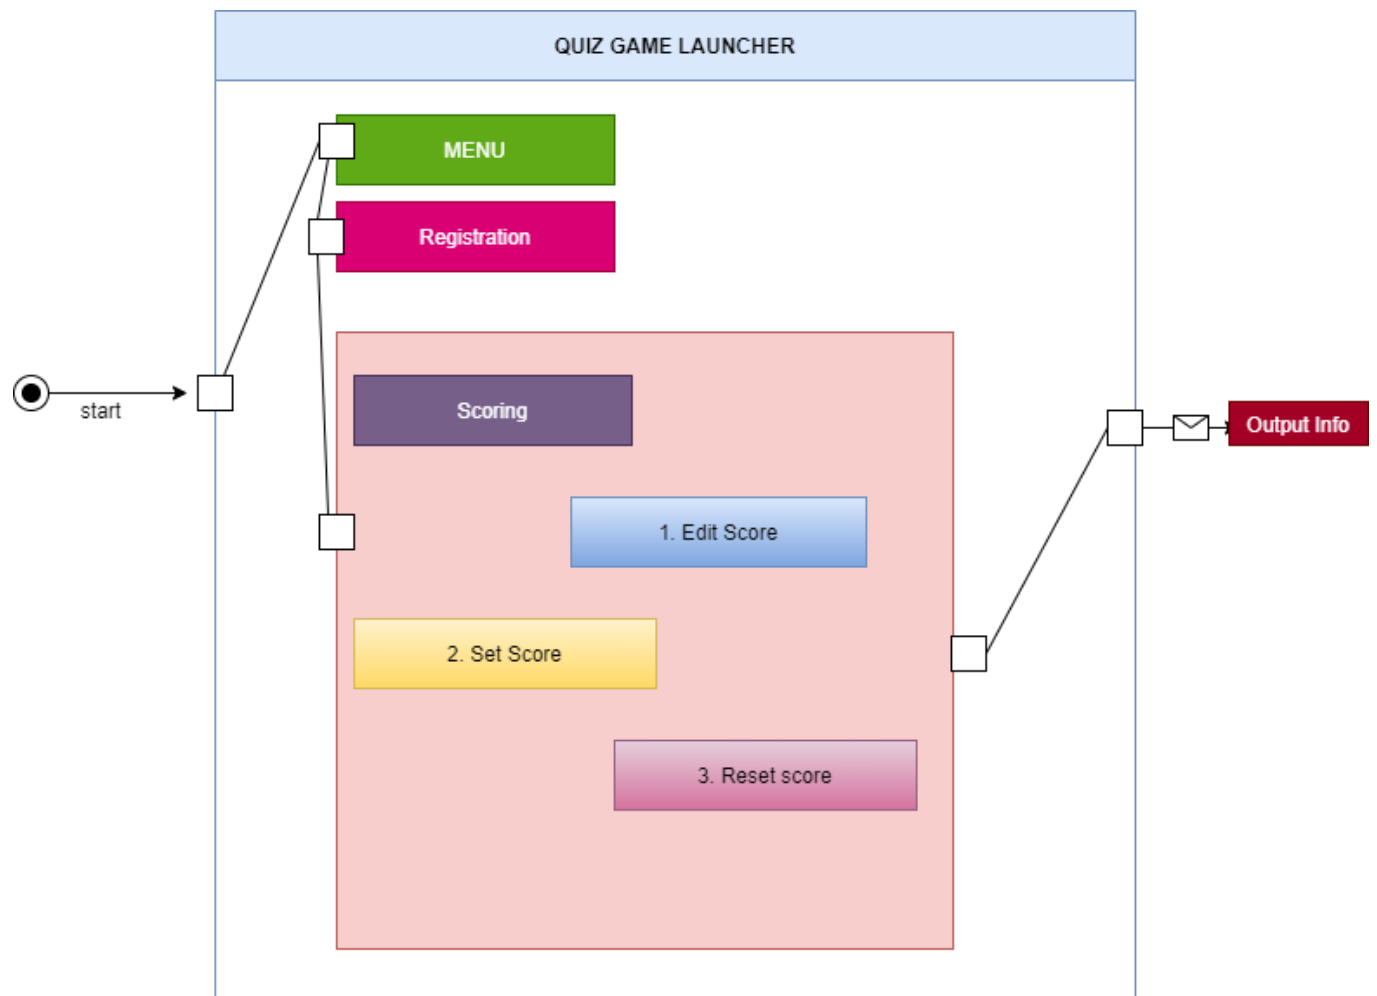 QUIZ GAME LAUNCHER
MENU
Registration
start
Scoring
Output Info
1. Edit Score
2. Set Score
3. Reset score